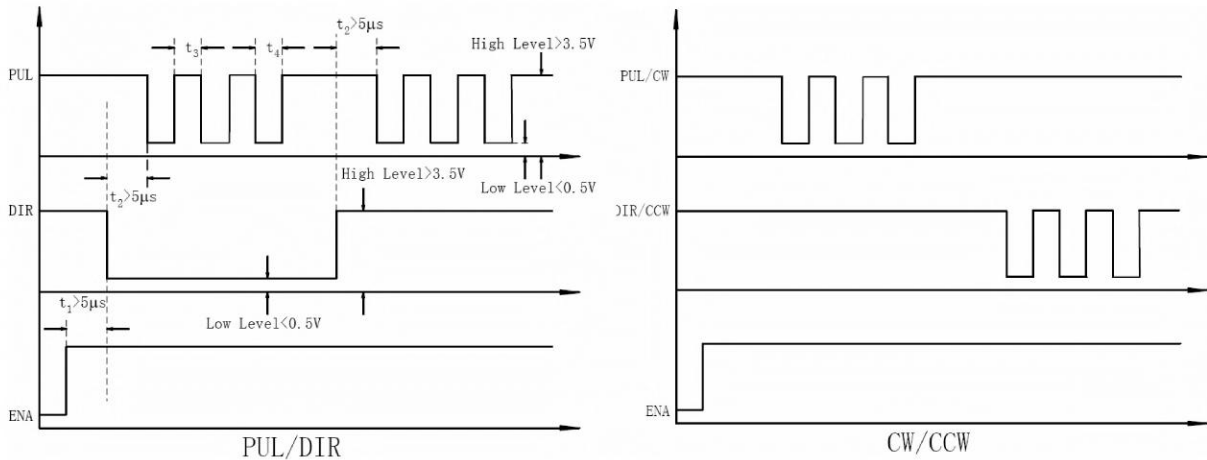 t₂>5μs
t₃
t₄
High Level>3.5V
PUL
High Level>3.5V
Low Level<0.5V
t₂>5μs
DIR
t₁>5μs
Low Level<0.5V
ENA
PUL/DIR
PUL/CW
DIR/CCW
ENA
CW/CCW